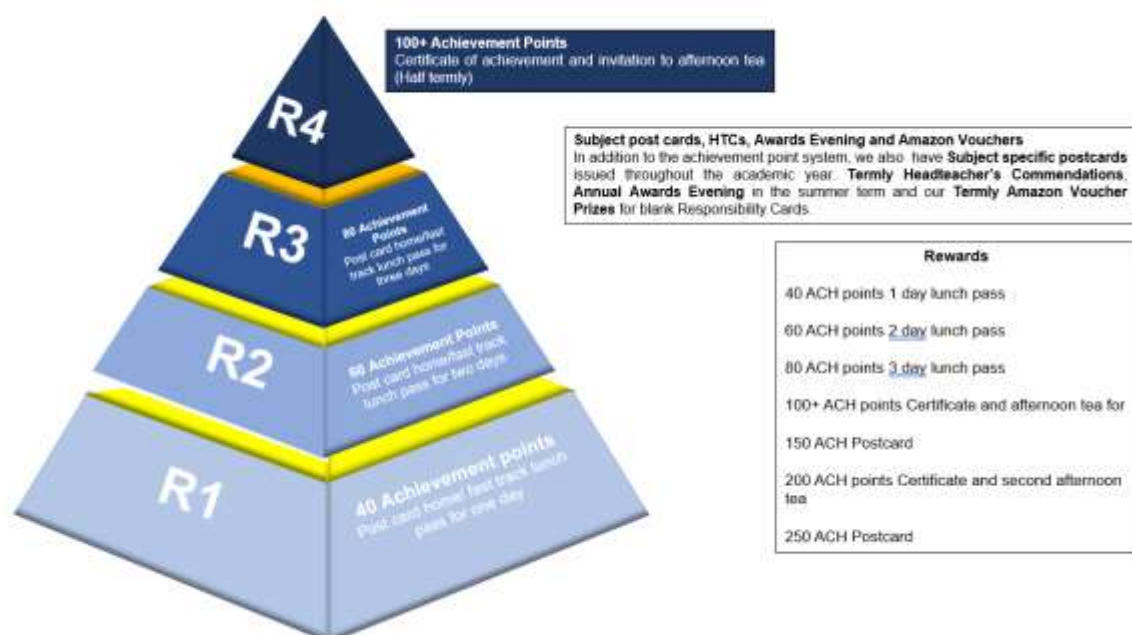 R4
100+ Achievement Points
Certificate of achievement and invitation to afternoon tea
(Half termly)
Subject post cards, HTCs, Awards Evening and Amazon Vouchers
In addition to the achievement point system, we also have Subject specific postcards
issued throughout the academic year. Termly Headteacher's Commendations,
Annual Awards Evening in the summer term and our Termly Amazon Voucher
Prizes for blank Responsibility Cards.
R3
80 Achievement
Points
Post card home/fast
track lunch pass for
three days
R2
60 Achievement Points
Post card home/fast track
lunch pass for two days
R1
40 Achievement points
Post card home/ fast track lunch
pass for one day
Rewards
40 ACH points 1 day lunch pass
60 ACH points 2 day lunch pass
80 ACH points 3 day lunch pass
100+ ACH points Certificate and afternoon tea for
150 ACH Postcard
200 ACH points Certificate and second afternoon
tea
250 ACH Postcard